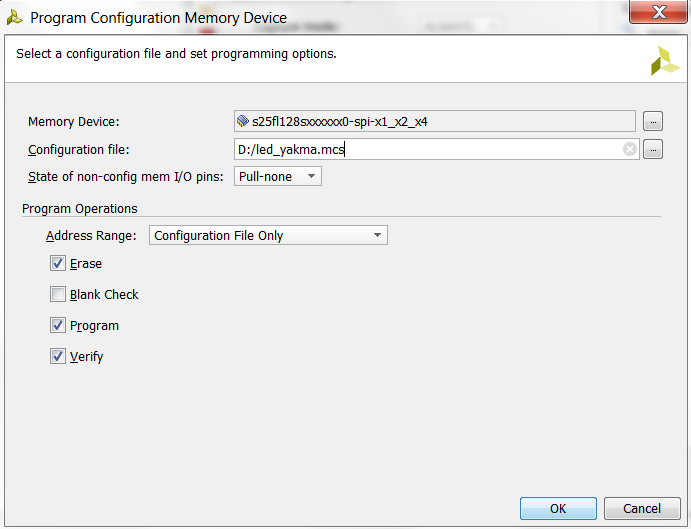 Program Configuration Memory Device
Select a configuration file and set programming options.
Memory Device: s25fl128sxxxxxx0-spi-x1_x2_x4 ...
Configuration file: D:/led_yakma.mcs ...
State of non-config mem I/O pins: Pull-none
Program Operations
Address Range: Configuration File Only
Erase
Blank Check
Program
Verify
OK Cancel